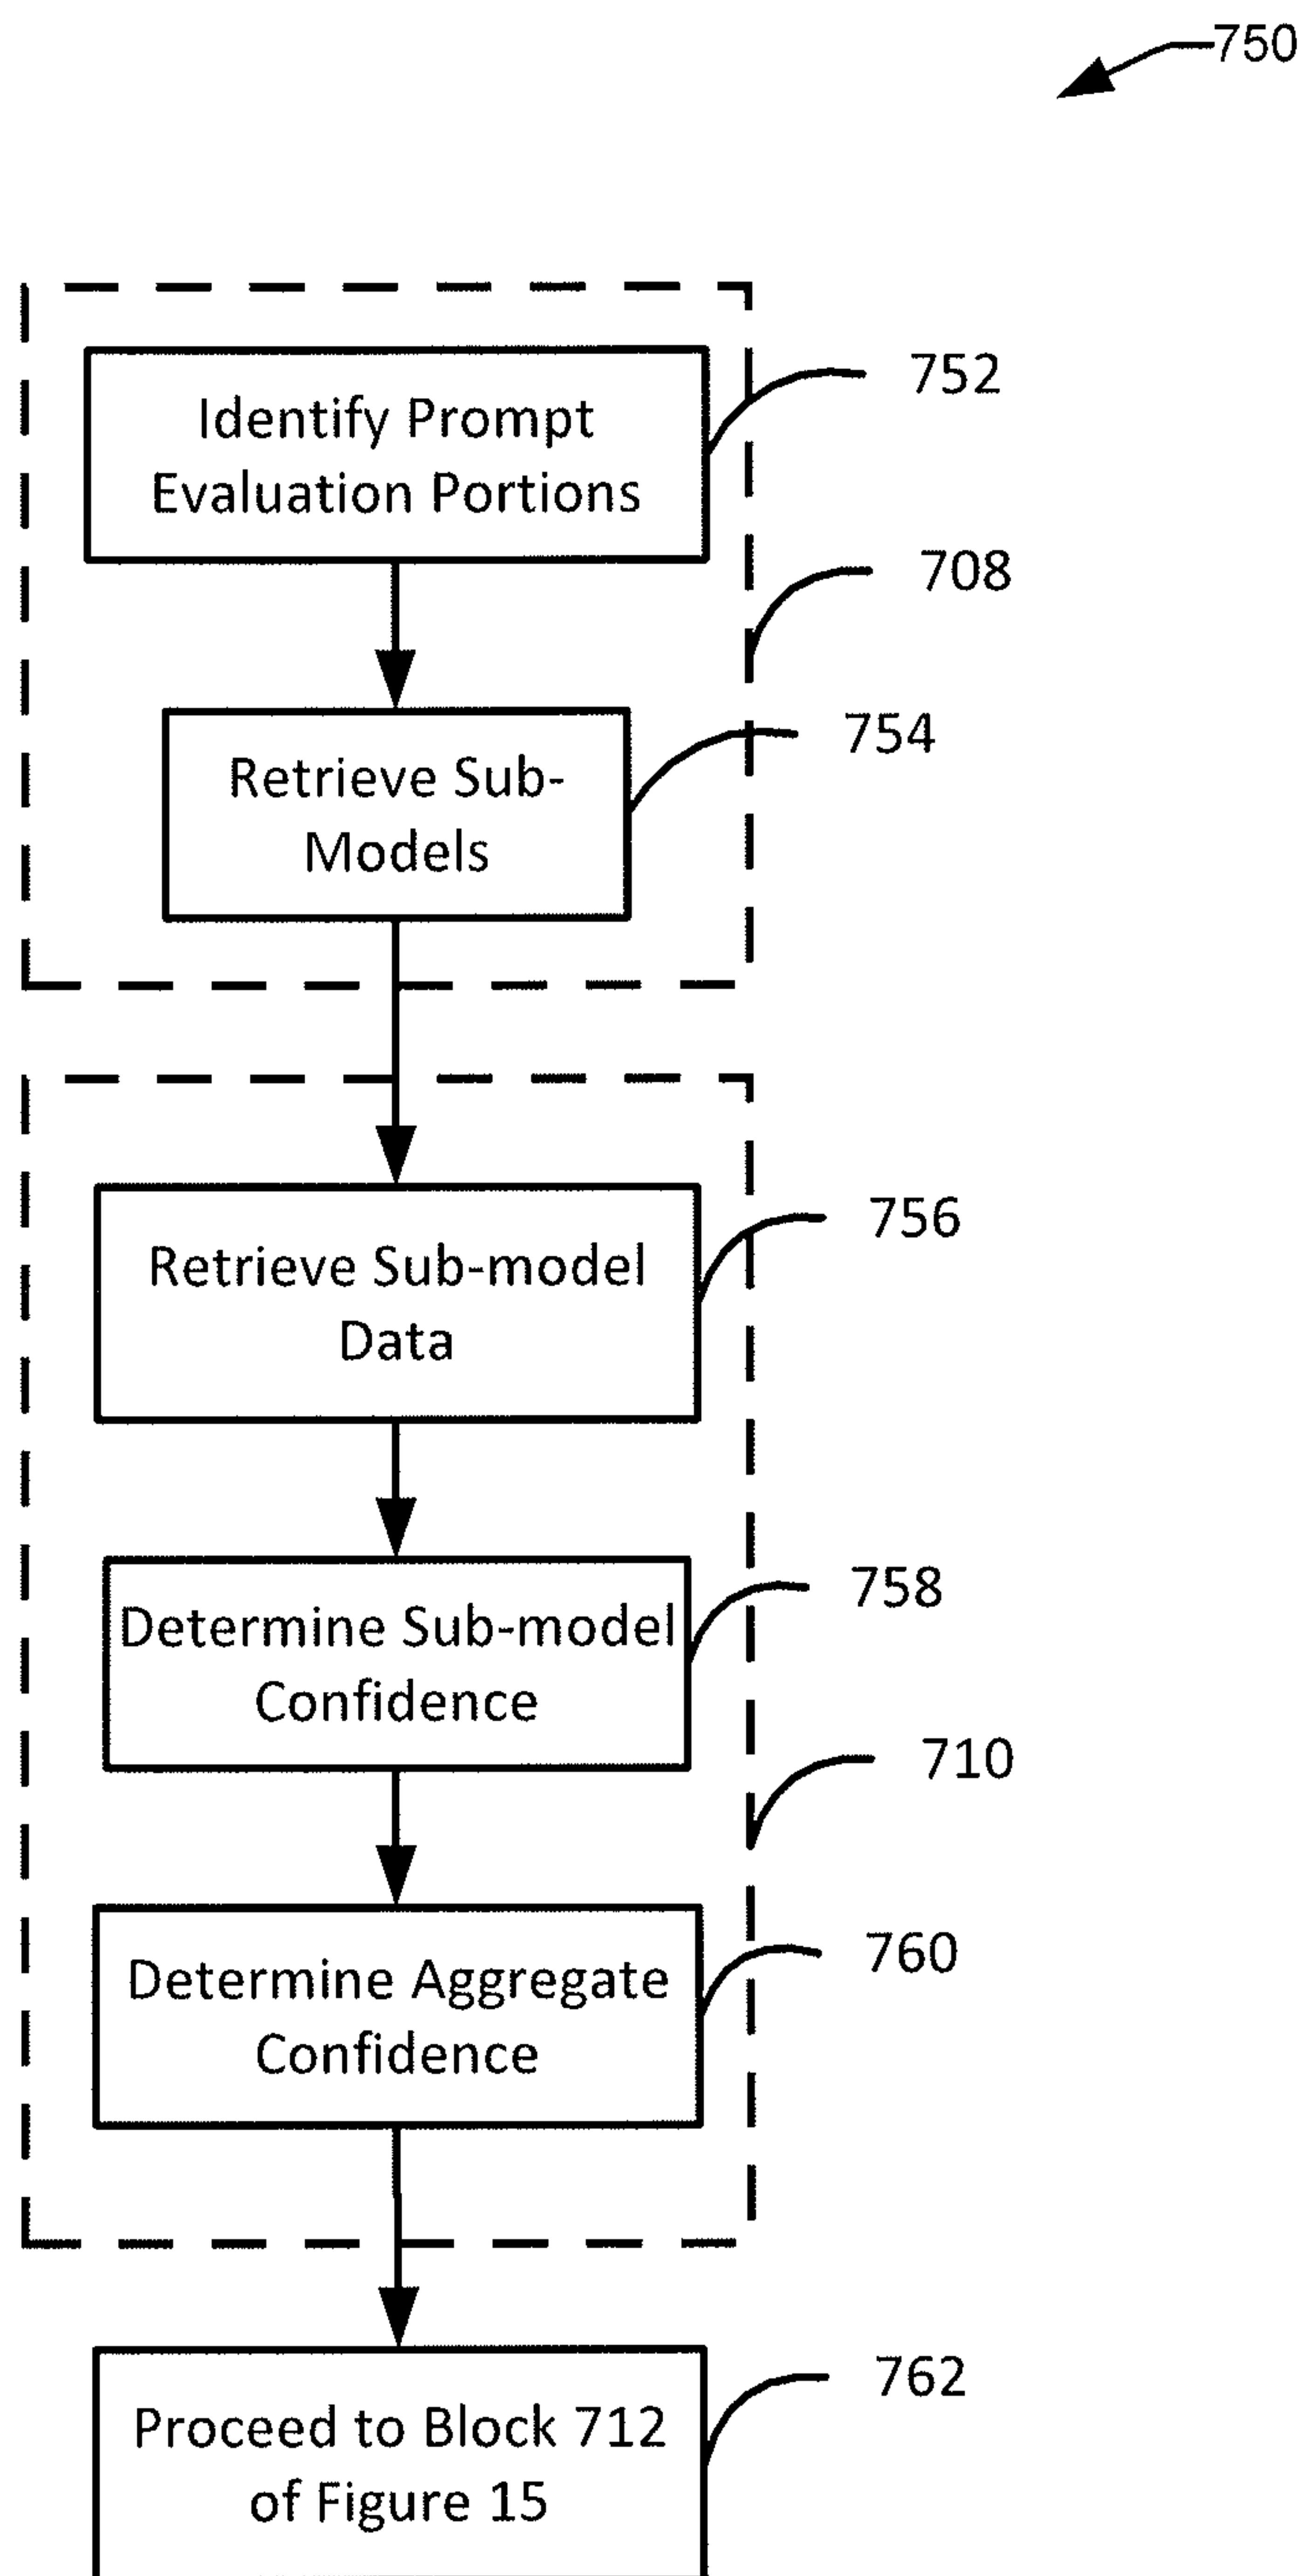 750
Identify Prompt
Evaluation Portions
752
708
Retrieve Sub-
Models
754
Retrieve Sub-model
Data
756
Determine Sub-model
Confidence
758
710
Determine Aggregate
Confidence
760
Proceed to Block 712
of Figure 15
762